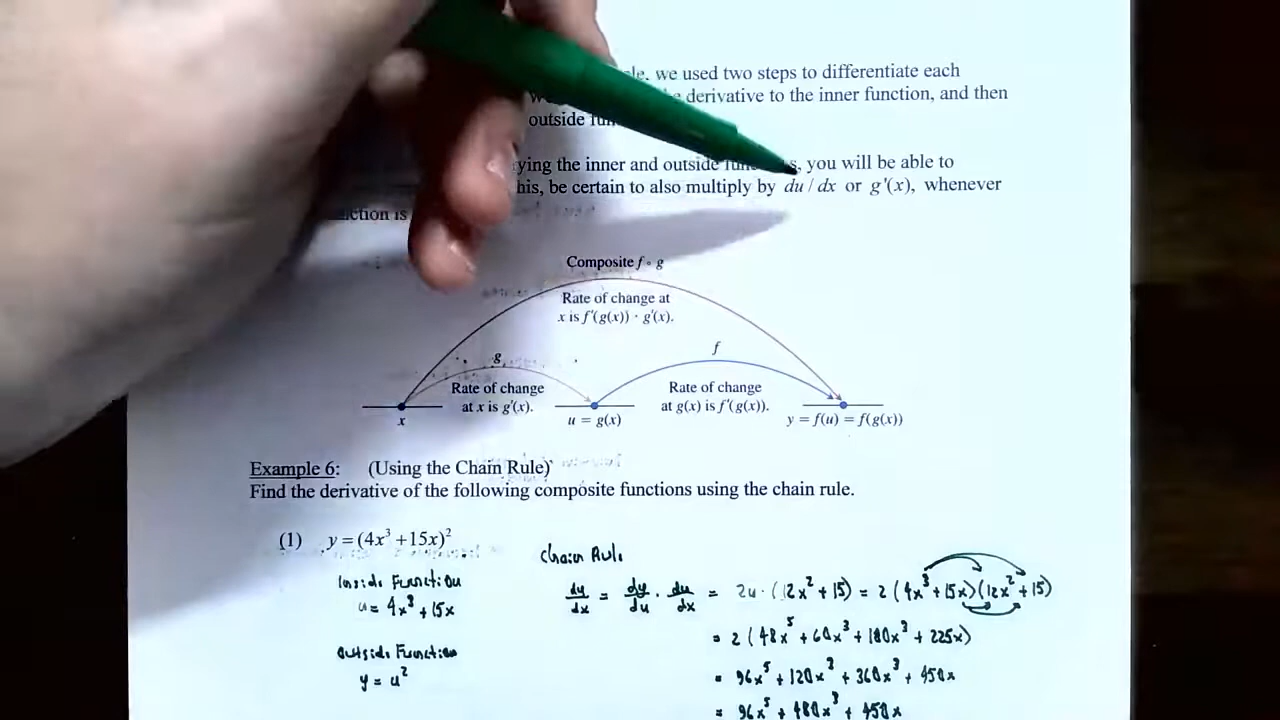 we used two steps to differentiate each
derivative to the inner function, and then
outside
ying the inner and outside functions, you will be able to
his, be certain to also multiply by du / dx or g'(x), whenever
ction is
Composite f ∘ g
Rate of change at
x is f'(g(x)) · g'(x).
g
f
Rate of change
at x is g'(x).
Rate of change
at g(x) is f'(g(x)).
x
u = g(x)
y = f(u) = f(g(x))
Example 6: (Using the Chain Rule)
Find the derivative of the following composite functions using the chain rule.
(1) y = (4x³ +15x)²
Chain Rule
Inside Function
u = 4x³ + 15x
dy/dx = dy/du · du/dx = 2u · (12x² + 15) = 2(4x³ + 15x)(12x² + 15)
= 2(48x⁵ + 60x³ + 180x³ + 225x)
Outside Function
y = u²
= 96x⁵ + 120x³ + 360x³ + 450x
= 96x⁵ + 480x³ + 450x